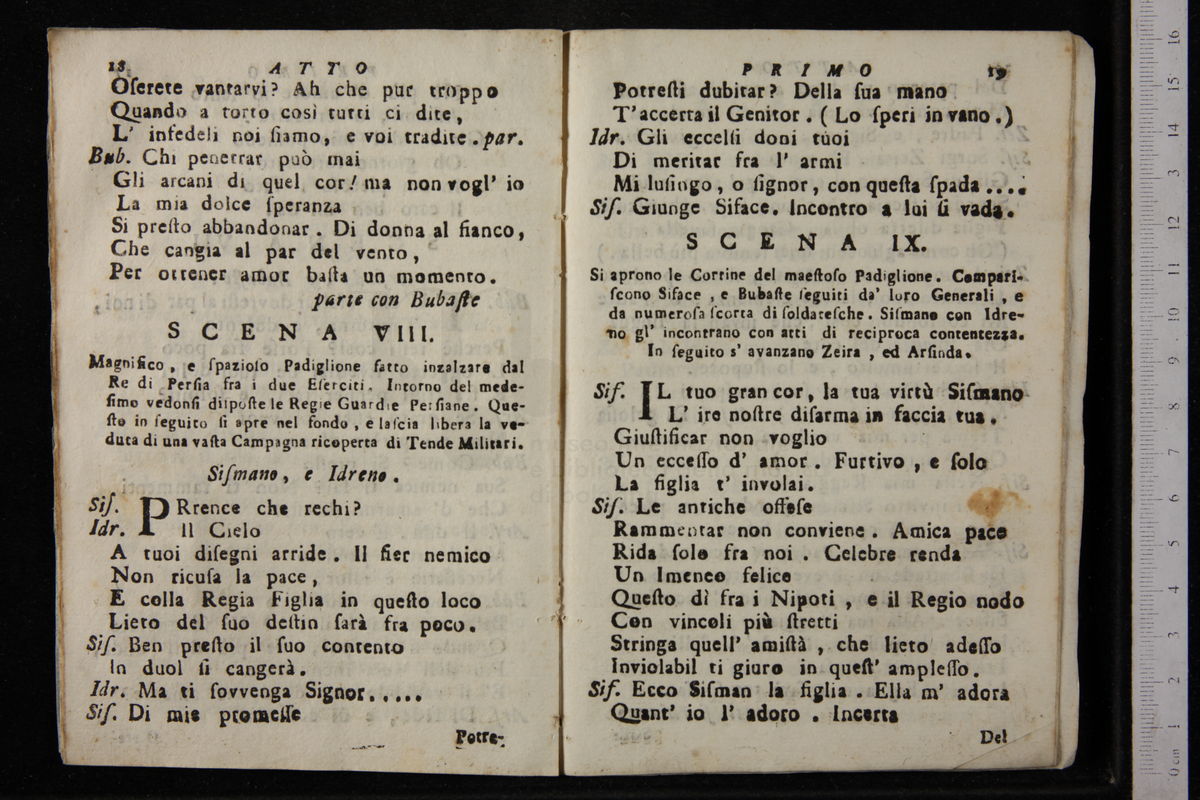 18 ATTO
Oſerete vantarvi? Ah che pur troppo
Quando a torto così tutti ci dite,
L' infedeli noi ſiamo, e voi tradite. par.
Bub. Chi penetrar può mai
Gli arcani di quel cor! ma non vogl' io
La mia dolce ſperanza
Si preſto abbandonar. Di donna al fianco,
Che cangia al par del vento,
Per ottener amor baſta un momento.
parte con Bubaſte
SCENA VIII.
Magnifico, e ſpazioſo Padiglione fatto inzalzare dal
Re di Perſia fra i due Eſerciti. Intorno del mede-
ſimo vedonſi diſpoſte le Regie Guardie Perſiane. Que-
ſto in ſeguito ſi apre nel fondo, e laſcia libera la ve-
duta di una vaſta Campagna ricoperta di Tende Militari.
Siſmano, e Idreno.
Siſ. PRrence che rechi?
Idr. Il Cielo
A tuoi diſegni arride. Il fier nemico
Non ricuſa la pace,
E colla Regia Figlia in queſto loco
Lieto del ſuo deſtin ſarà fra poco.
Siſ. Ben preſto il ſuo contento
In duol ſi cangerà.
Idr. Ma ti ſovvenga Signor.....
Siſ. Di mie promeſſe
Potre-
PRIMO 19
Potreſti dubitar? Della ſua mano
T'accerta il Genitor. (Lo ſperi in vano.)
Idr. Gli eccelſi doni tuoi
Di meritar fra l' armi
Mi luſingo, o ſignor, con queſta ſpada ....
Siſ. Giunge Siface. Incontro a lui ſi vada.
SCENA IX.
Si aprono le Cortine del maeſtoſo Padiglione. Compari-
ſcono Siface, e Bubaſte ſeguiti da' loro Generali, e
da numeroſa ſcorta di ſoldateſche. Siſmano con Idre-
no gl' incontrano con atti di reciproca contentezza.
In ſeguito s' avanzano Zeira, ed Arſinda.
Siſ. IL tuo gran cor, la tua virtù Siſmano
L' ire noſtre diſarma in faccia tua.
Giuſtificar non voglio
Un ecceſſo d' amor. Furtivo, e ſolo
La figlia t' involai.
Siſ. Le antiche offeſe
Rammentar non conviene. Amica pace
Rida ſolo fra noi. Celebre renda
Un Imeneo felice
Queſto dì fra i Nipoti, e il Regio nodo
Con vincoli più ſtretti
Stringa quell' amiſtà, che lieto adeſſo
Inviolabil ti giuro in queſt' ampleſſo.
Siſ. Ecco Siſman la figlia. Ella m' adora
Quant' io l' adoro. Incerta
Del